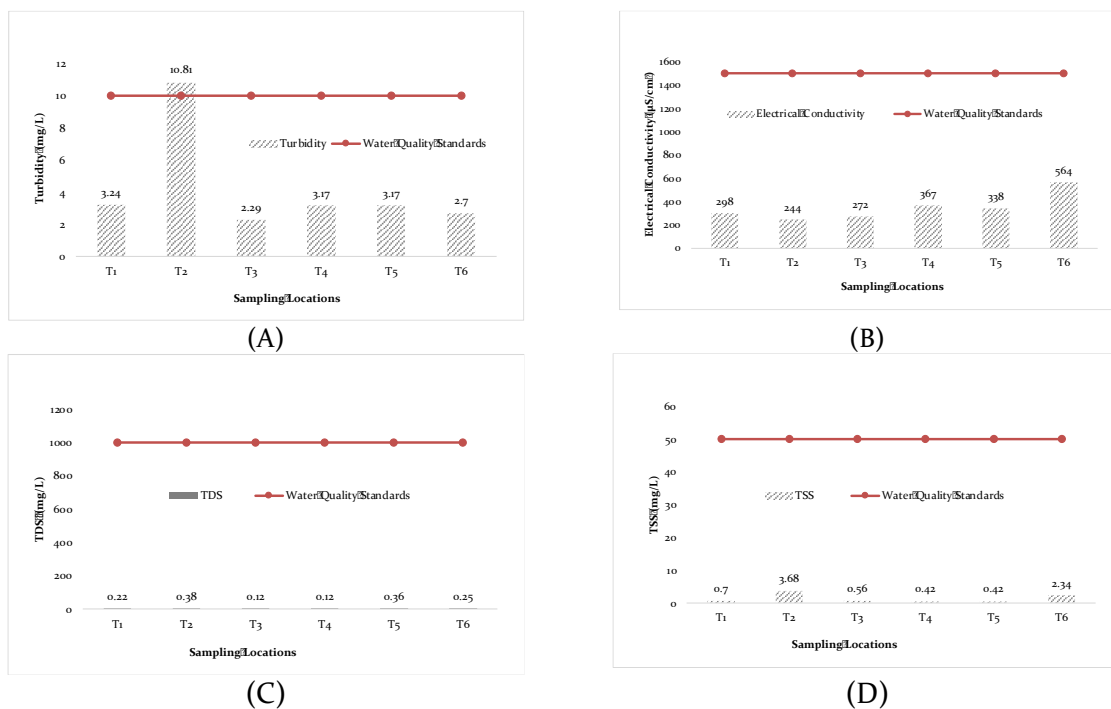 12
10
8
6
4
2
0
Turbidity (mg/L)
10.81
3.24
2.29
3.17
3.17
2.7
Turbidity
Water Quality Standards
T1 T2 T3 T4 T5 T6
Sampling Locations
(A)
1600
1400
1200
1000
800
600
400
200
0
Electrical Conductivity (µS/cm)
Electrical Conductivity
Water Quality Standards
298
244
272
367
338
564
T1 T2 T3 T4 T5 T6
Sampling Locations
(B)
1200
1000
800
600
400
200
0
TDS (mg/L)
TDS
Water Quality Standards
0.22 0.38 0.12 0.12 0.36 0.25
T1 T2 T3 T4 T5 T6
Sampling Locations
(C)
60
50
40
30
20
10
0
TSS (mg/L)
TSS
Water Quality Standards
0.7
3.68
0.56
0.42
0.42
2.34
T1 T2 T3 T4 T5 T6
Sampling Locations
(D)